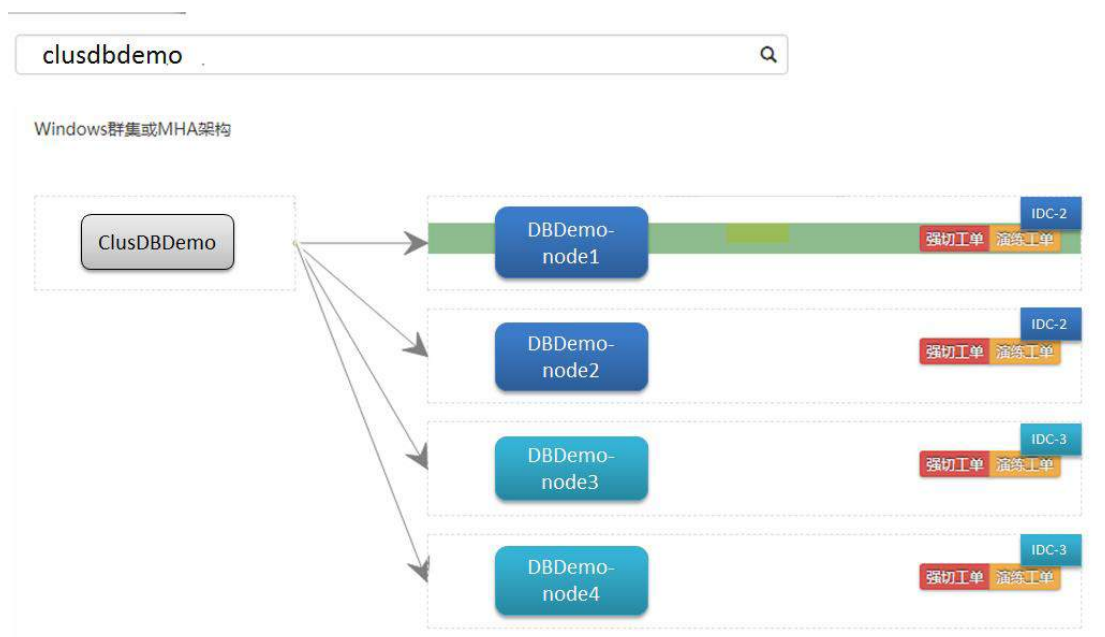 clusdbdemo
Windows群集或MHA架构
ClusDBDemo
DBDemo-
node1
IDC-2
强切工单 演练工单
DBDemo-
node2
IDC-2
强切工单 演练工单
DBDemo-
node3
IDC-3
强切工单 演练工单
DBDemo-
node4
IDC-3
强切工单 演练工单